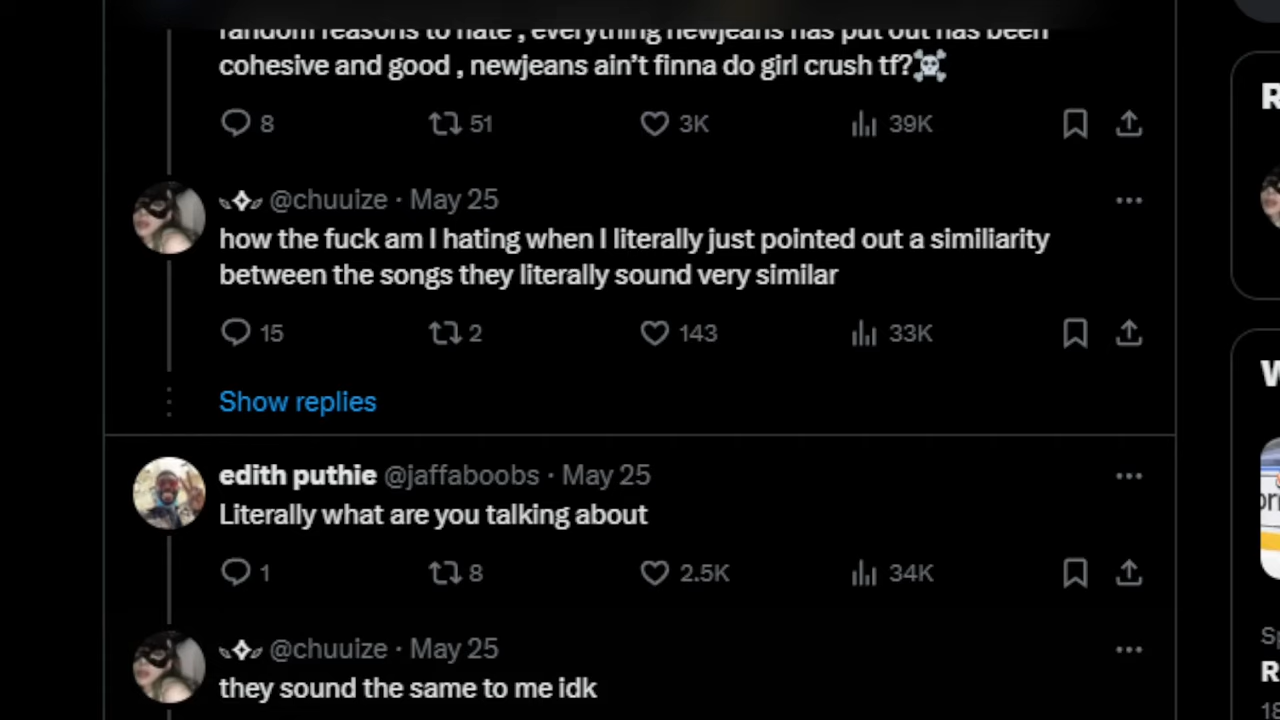 random reasons to hate , everything newjeans has put out has been
cohesive and good , newjeans ain’t finna do girl crush tf?☠️
8 51 3K 39K
@chuuize · May 25
how the fuck am I hating when I literally just pointed out a similiarity
between the songs they literally sound very similar
15 2 143 33K
Show replies
edith puthie @jaffaboobs · May 25
Literally what are you talking about
1 8 2.5K 34K
@chuuize · May 25
they sound the same to me idk